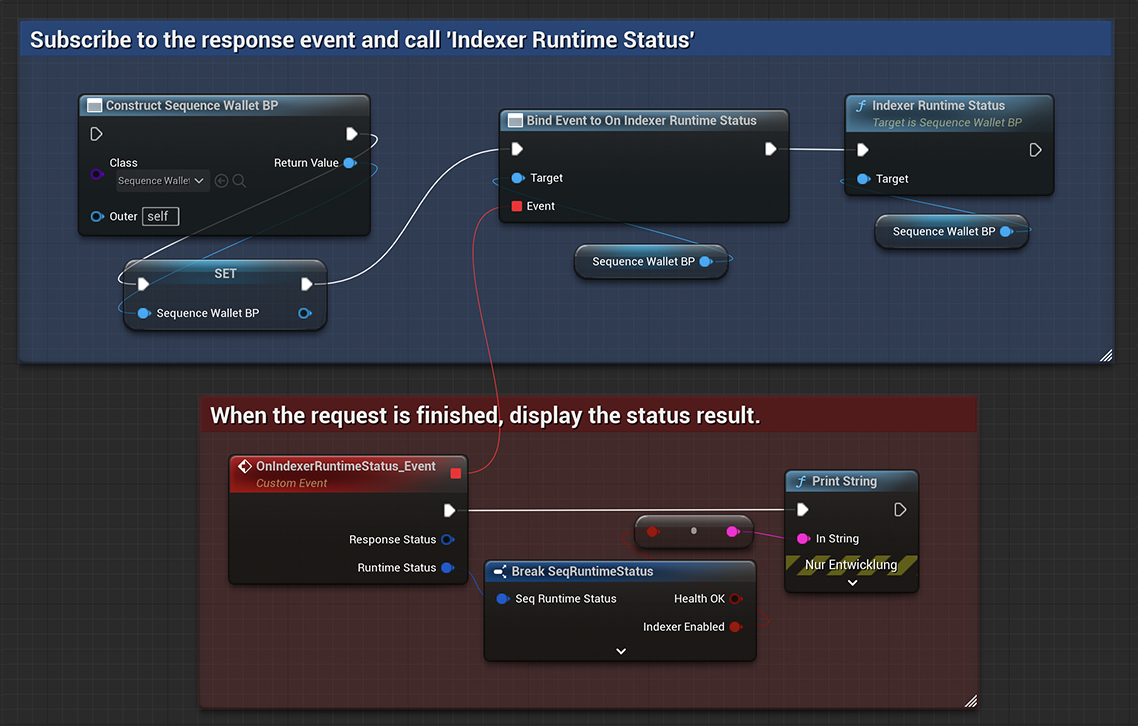 Subscribe to the response event and call 'Indexer Runtime Status'
Construct Sequence Wallet BP
Class
Sequence Wallet
Return Value
Outer
self
SET
Sequence Wallet BP
Bind Event to On Indexer Runtime Status
Target
Event
Sequence Wallet BP
Indexer Runtime Status
Target is Sequence Wallet BP
Target
Sequence Wallet BP
When the request is finished, display the status result.
OnIndexerRuntimeStatus_Event
Custom Event
Response Status
Runtime Status
Break SeqRuntimeStatus
Seq Runtime Status
Health OK
Indexer Enabled
Print String
In String
Nur Entwicklung